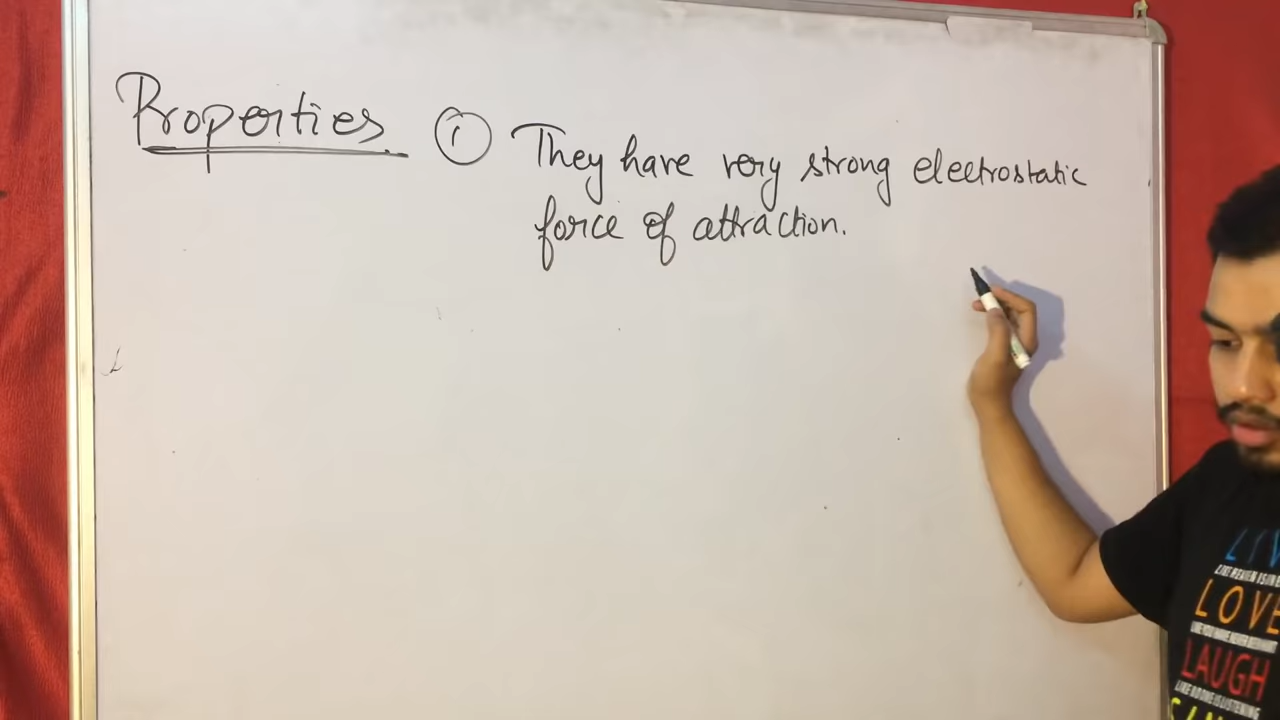 Properties ① They have very strong electrostatic
force of attraction.
LOVE
LAUGH